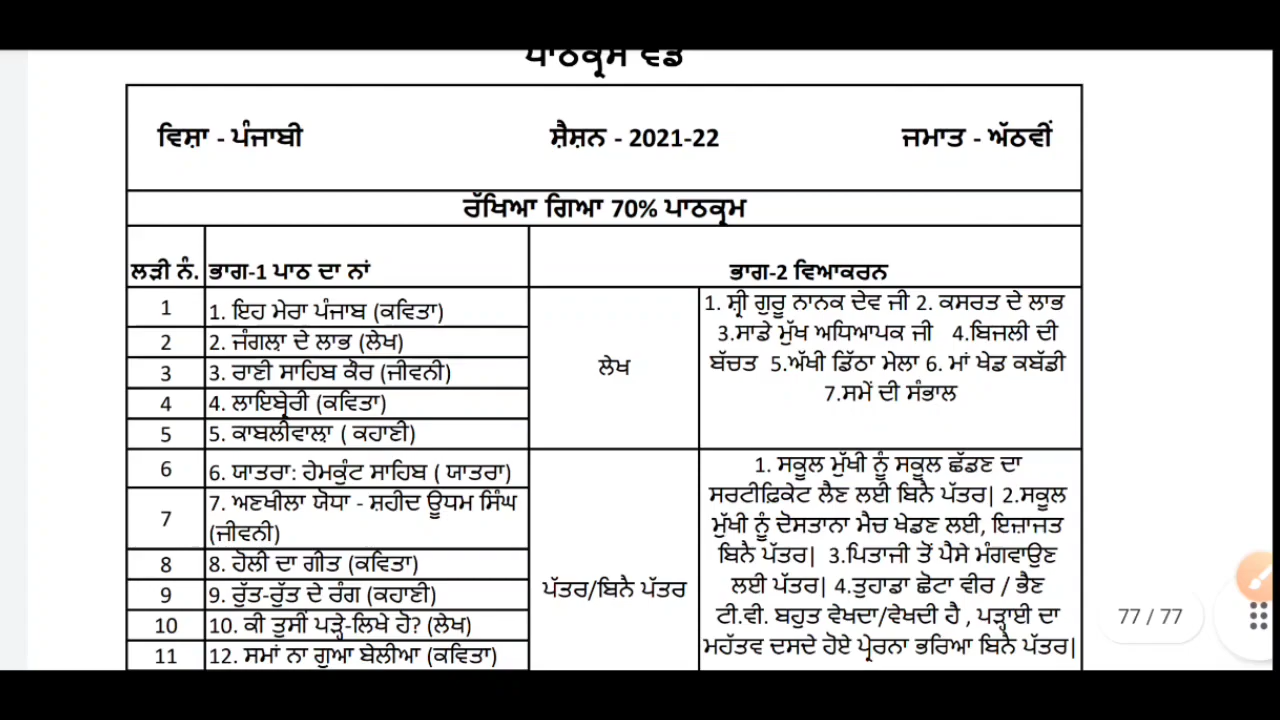 ਪਾਠਕ੍ਰਮ ਵੰਡ
ਵਿਸ਼ਾ - ਪੰਜਾਬੀ ਸ਼ੈਸ਼ਨ - 2021-22 ਜਮਾਤ - ਅੱਠਵੀਂ
ਰੱਖਿਆ ਗਿਆ 70% ਪਾਠਕ੍ਰਮ
ਲੜੀ ਨੰ. ਭਾਗ-1 ਪਾਠ ਦਾ ਨਾਂ ਭਾਗ-2 ਵਿਆਕਰਨ
1 1. ਇਹ ਮੇਰਾ ਪੰਜਾਬ (ਕਵਿਤਾ)
2 2. ਜੰਗਲਾ ਦੇ ਲਾਭ (ਲੇਖ)
3 3. ਰਾਣੀ ਸਾਹਿਬ ਕੌਰ (ਜੀਵਨੀ)
4 4. ਲਾਇਬ੍ਰੇਰੀ (ਕਵਿਤਾ)
5 5. ਕਾਬਲੀਵਾਲਾ ( ਕਹਾਣੀ)
ਲੇਖ
1. ਸ਼੍ਰੀ ਗੁਰੂ ਨਾਨਕ ਦੇਵ ਜੀ 2. ਕਸਰਤ ਦੇ ਲਾਭ
3.ਸਾਡੇ ਮੁੱਖ ਅਧਿਆਪਕ ਜੀ 4.ਬਿਜਲੀ ਦੀ
ਬੱਚਤ 5.ਅੱਖੀ ਡਿੱਠਾ ਮੇਲਾ 6. ਮਾਂ ਖੇਡ ਕਬੱਡੀ
7.ਸਮੇਂ ਦੀ ਸੰਭਾਲ
6 6. ਯਾਤਰਾ: ਹੇਮਕੁੰਟ ਸਾਹਿਬ ( ਯਾਤਰਾ)
7 7. ਅਣਖੀਲਾ ਯੋਧਾ - ਸ਼ਹੀਦ ਊਧਮ ਸਿੰਘ
(ਜੀਵਨੀ)
8 8. ਹੋਲੀ ਦਾ ਗੀਤ (ਕਵਿਤਾ)
9 9. ਰੁੱਤ-ਰੁੱਤ ਦੇ ਰੰਗ (ਕਹਾਣੀ)
10 10. ਕੀ ਤੁਸੀਂ ਪੜ੍ਹੇ-ਲਿਖੇ ਹੋ? (ਲੇਖ)
11 12. ਸਮਾਂ ਨਾ ਗੁਆ ਬੇਲੀਆ (ਕਵਿਤਾ)
ਪੱਤਰ/ਬਿਨੈ ਪੱਤਰ
1. ਸਕੂਲ ਮੁੱਖੀ ਨੂੰ ਸਕੂਲ ਛੱਡਣ ਦਾ
ਸਰਟੀਫ਼ਿਕੇਟ ਲੈਣ ਲਈ ਬਿਨੈ ਪੱਤਰ| 2.ਸਕੂਲ
ਮੁੱਖੀ ਨੂੰ ਦੋਸਤਾਨਾ ਮੈਚ ਖੇਡਣ ਲਈ, ਇਜ਼ਾਜਤ
ਬਿਨੈ ਪੱਤਰ| 3.ਪਿਤਾਜੀ ਤੋਂ ਪੈਸੇ ਮੰਗਵਾਉਣ
ਲਈ ਪੱਤਰ| 4.ਤੁਹਾਡਾ ਛੋਟਾ ਵੀਰ / ਭੈਣ
ਟੀ.ਵੀ. ਬਹੁਤ ਵੇਖਦਾ/ਵੇਖਦੀ ਹੈ , ਪੜ੍ਹਾਈ ਦਾ
ਮਹੱਤਵ ਦਸਦੇ ਹੋਏ ਪ੍ਰੇਰਨਾ ਭਰਿਆ ਬਿਨੈ ਪੱਤਰ|
77 / 77